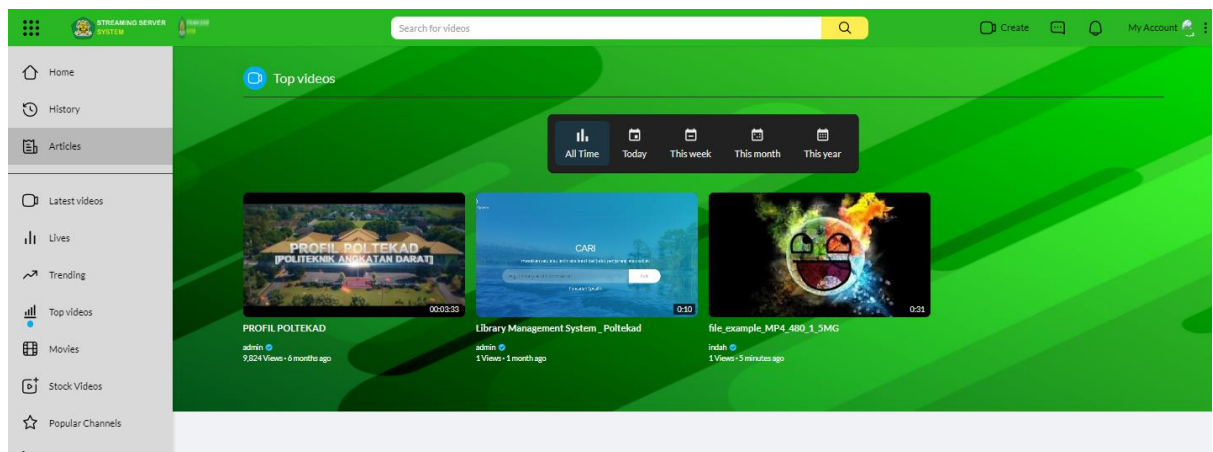 STREAMING SERVER
SYSTEM
Search for videos
Create
My Account
Home
History
Articles
Latest videos
Lives
Trending
Top videos
Movies
Stock Videos
Popular Channels
Top videos
All Time
Today
This week
This month
This year
PROFIL POLTEKAD
[POLITEKNIK ANGKATAN DARAT]
00:03:33
PROFIL POLTEKAD
admin
9,824 Views • 6 months ago
CARI
0:10
Library Management System _ Poltekad
admin
1 Views • 1 month ago
0:31
file_example_MP4_480_1_5MG
indah
1 Views • 5 minutes ago